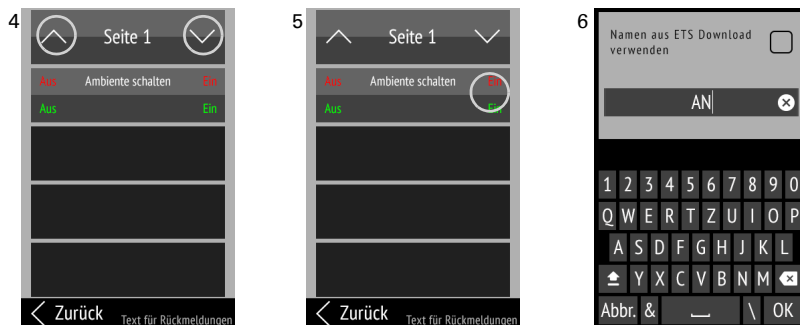 4
Seite 1
Aus Ambiente schalten Ein
Aus Ein
Zurück Text für Rückmeldungen
5
Seite 1
Aus Ambiente schalten Ein
Aus Ein
Zurück Text für Rückmeldungen
6
Namen aus ETS Download
verwenden
AN
1 2 3 4 5 6 7 8 9 0
Q W E R T Z U I O P
A S D F G H J K L
Y X C V B N M
Abbr. & \ OK